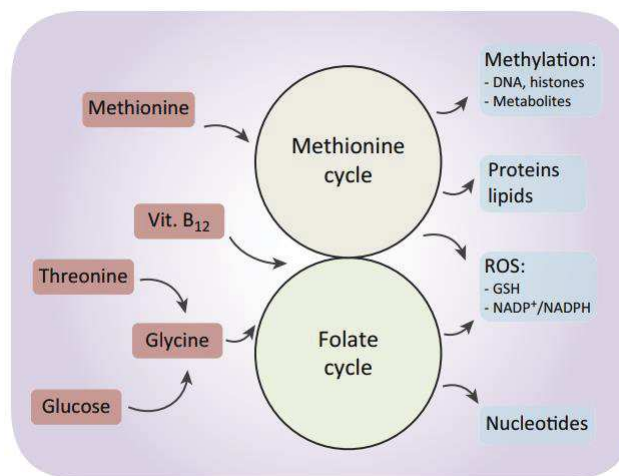 Methionine
Vit. B12
Threonine
Glycine
Glucose
Methionine
cycle
Folate
cycle
Methylation:
- DNA, histones
- Metabolites
Proteins
lipids
ROS:
- GSH
- NADP+/NADPH
Nucleotides